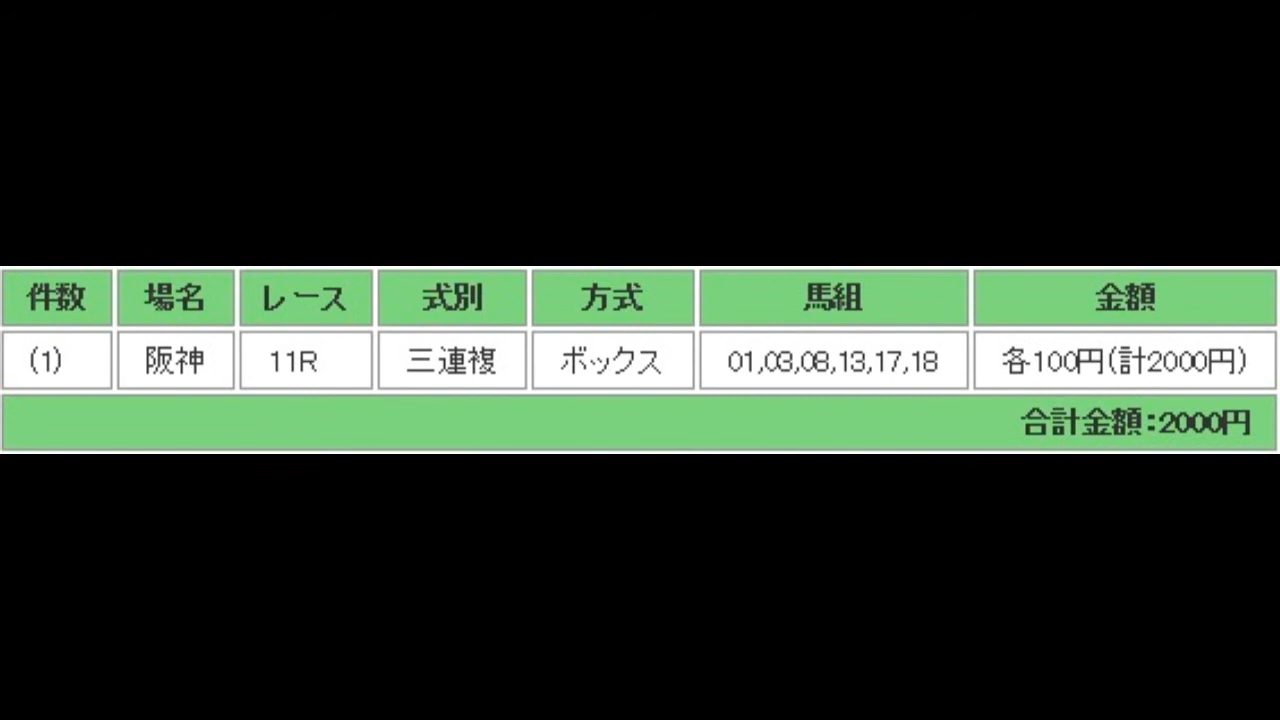 件数 場名 レース 式別 方式 馬組 金額
(1) 阪神 11R 三連複 ボックス 01,03,08,13,17,18 各100円(計2000円)
合計金額:2000円